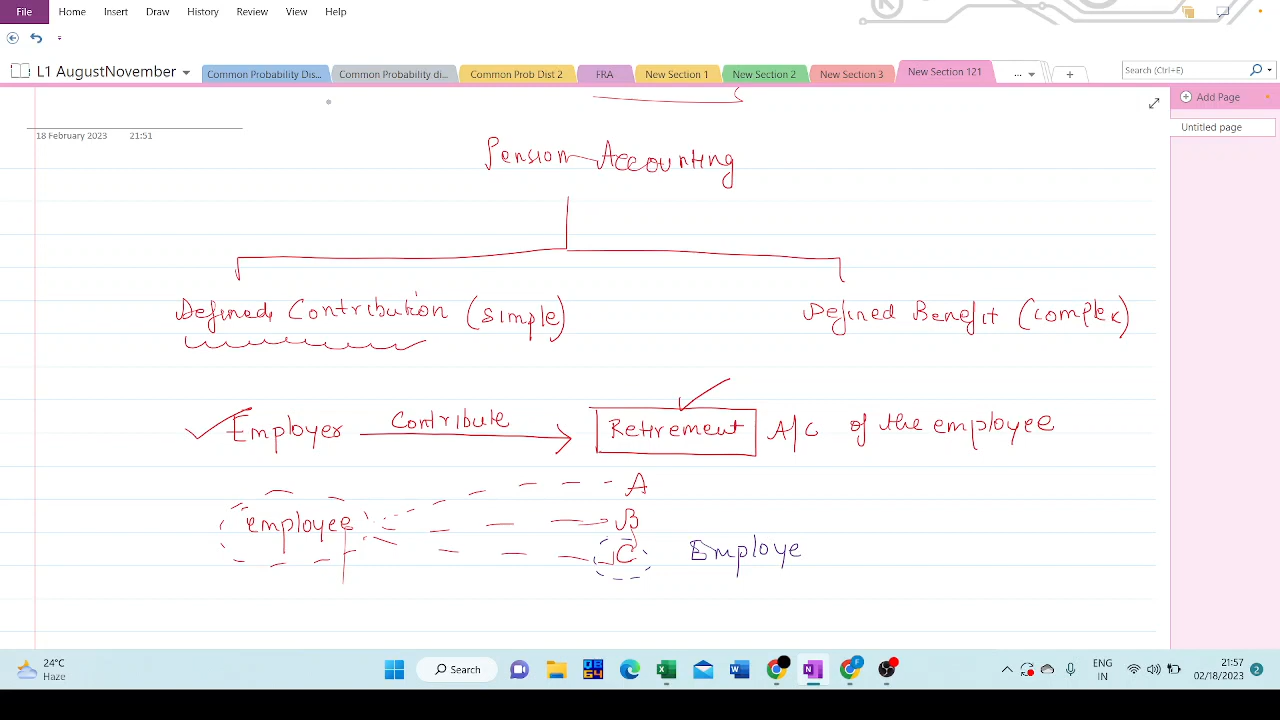 File Home Insert Draw History Review View Help
L1 AugustNovember Common Probability Dis... Common Probability di... Common Prob Dist 2 FRA New Section 1 New Section 2 New Section 3 New Section 121 ... + Search (Ctrl+E)
Add Page
Untitled page
18 February 2023 21:51
Pension Accounting
Defined Contribution (simple) Defined Benefit (complex)
Employer Contribute Retirement A/C of the employee
A
employee B
C Employe
24°C
Haze
Search
ENG
IN
21:57
02/18/2023
2